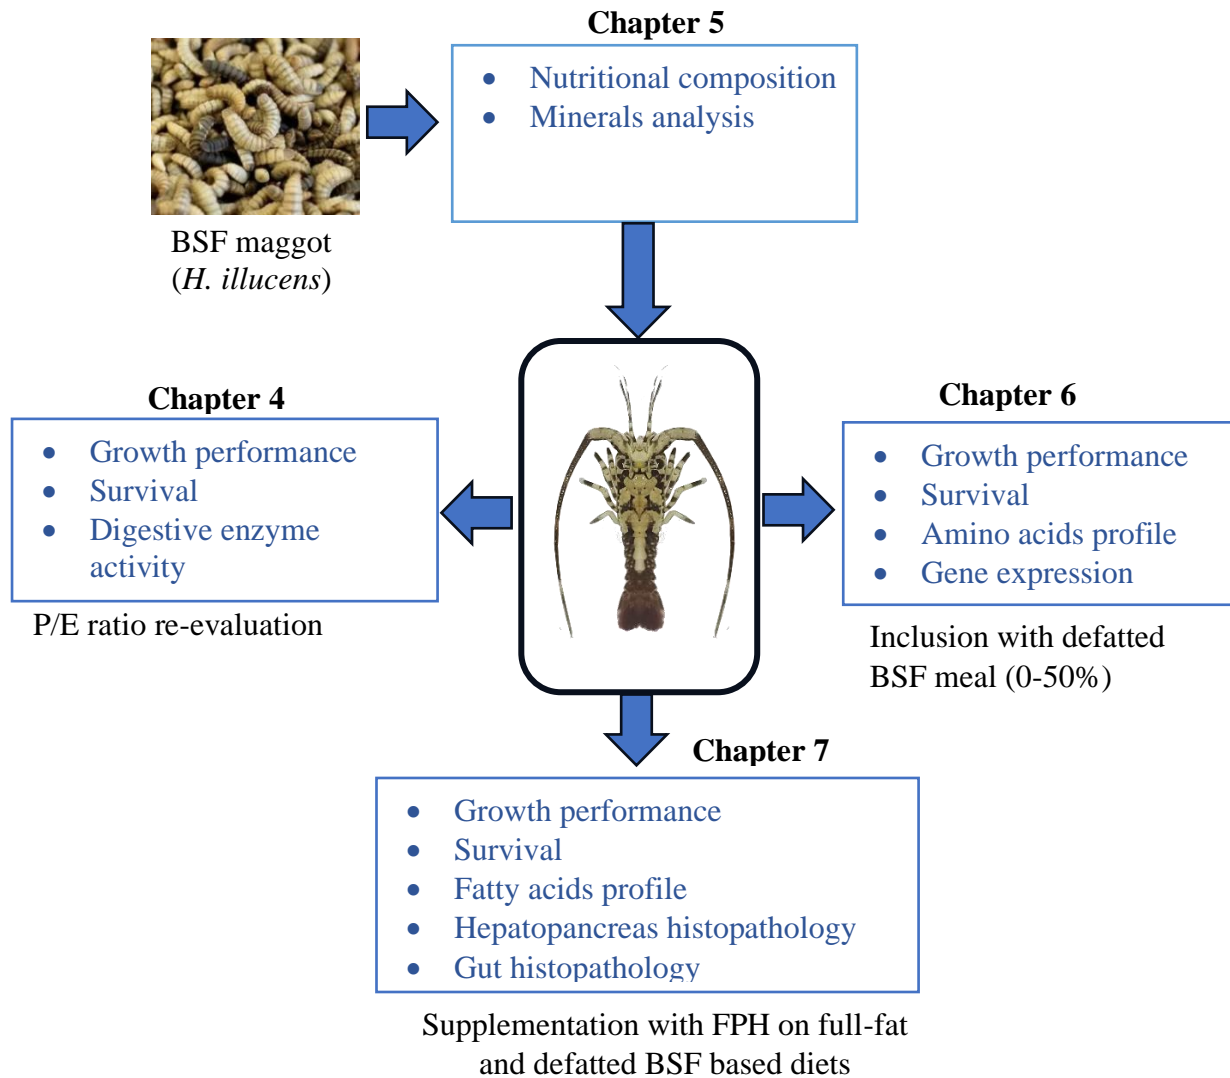 Chapter 5
• Nutritional composition
• Minerals analysis
BSF maggot
(H. illucens)
Chapter 4
• Growth performance
• Survival
• Digestive enzyme
activity
P/E ratio re-evaluation
Chapter 6
• Growth performance
• Survival
• Amino acids profile
• Gene expression
Inclusion with defatted
BSF meal (0-50%)
Chapter 7
• Growth performance
• Survival
• Fatty acids profile
• Hepatopancreas histopathology
• Gut histopathology
Supplementation with FPH on full-fat
and defatted BSF based diets